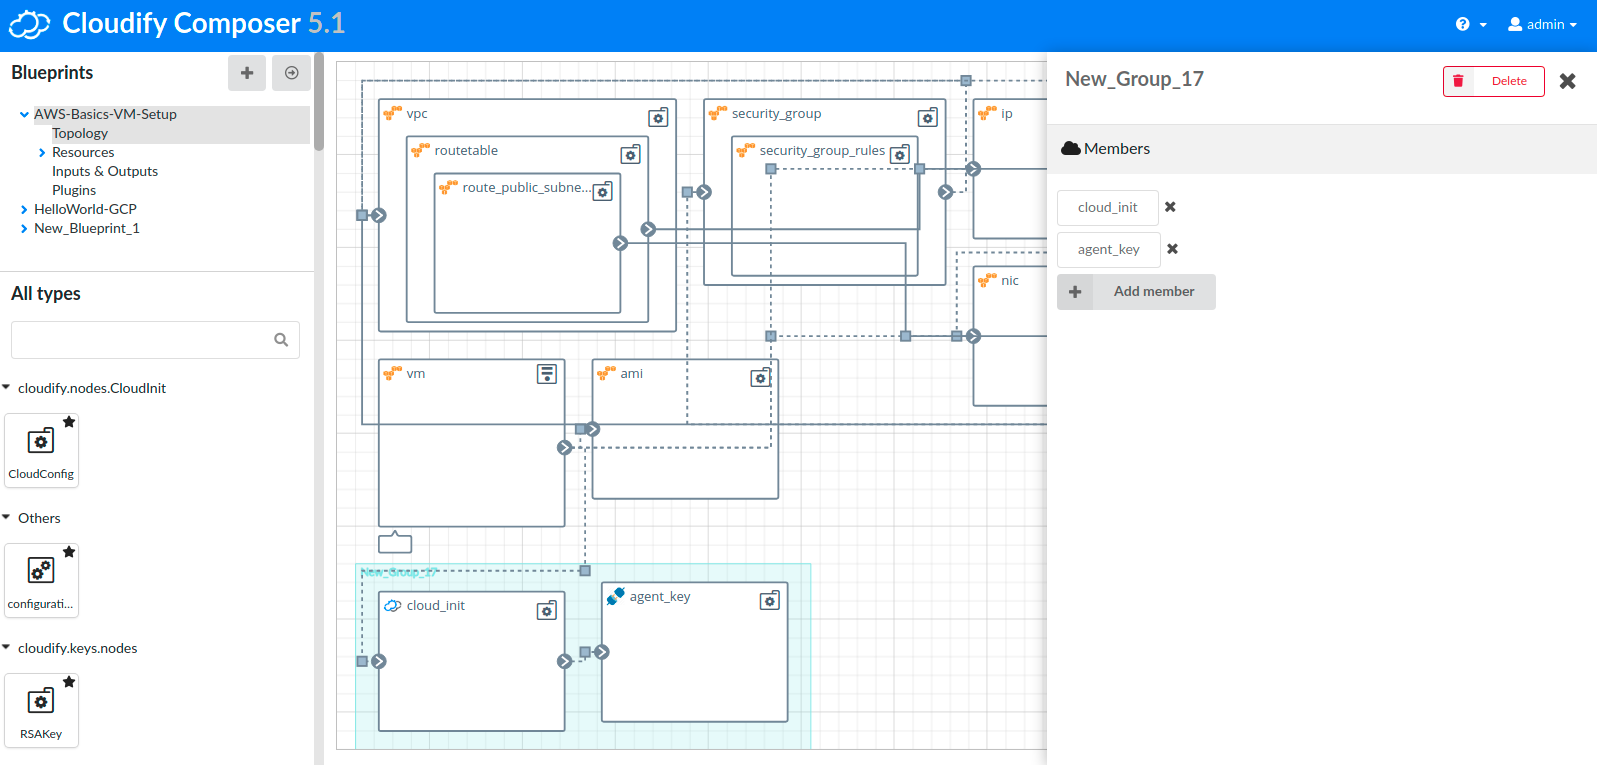 Cloudify Composer 5.1
admin
Blueprints
AWS-Basics-VM-Setup
Topology
Resources
Inputs & Outputs
Plugins
HelloWorld-GCP
New_Blueprint_1
All types
cloudify.nodes.CloudInit
CloudConfig
Others
configurati...
cloudify.keys.nodes
RSAKey
vpc
routetable
route_public_subne...
security_group
security_group_rules
ip
nic
vm
ami
New_Group_17
cloud_init
agent_key
New_Group_17
Delete
Members
cloud_init
agent_key
Add member